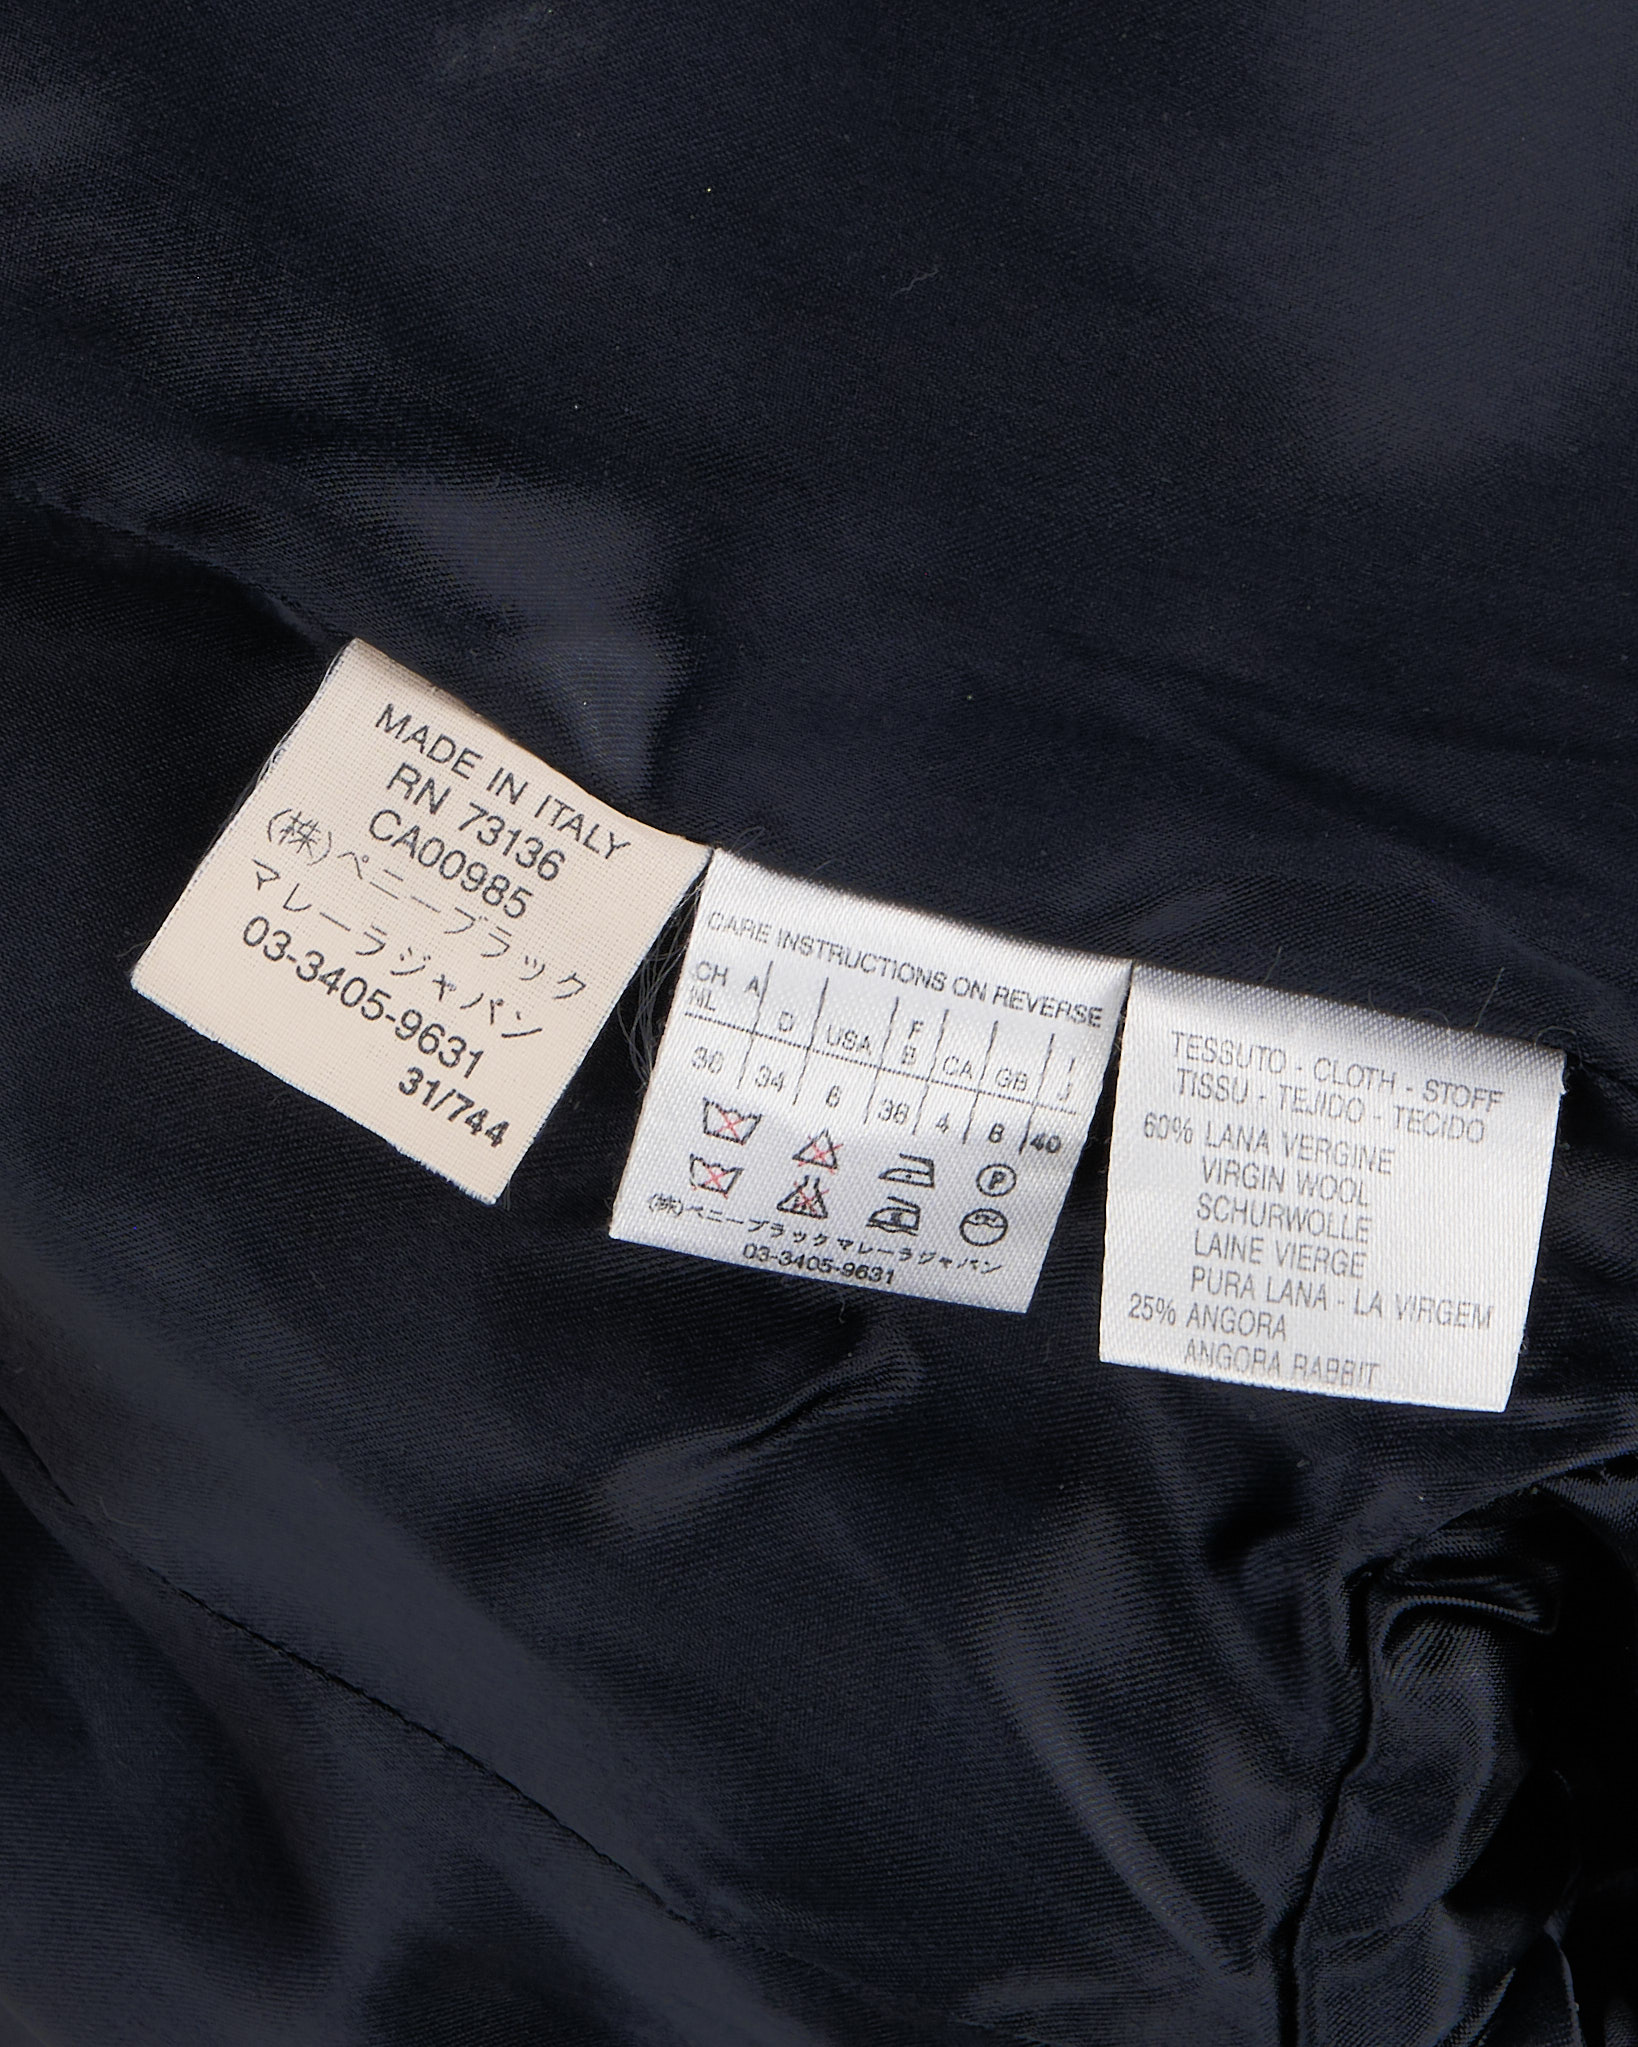 MADE IN ITALY
RN 73136
CA00985
(株)ペニーブラック
マレーラジャパン
03-3405-9631
31/744
CARE INSTRUCTIONS ON REVERSE
CH A NL D USA F B CA GB I J
36 34 6 38 4 8 40
P
(株)ペニーブラックマレーラジャパン
03-3405-9631
TESSUTO - CLOTH - STOFF
TISSU - TEJIDO - TECIDO
60% LANA VERGINE
VIRGIN WOOL
SCHURWOLLE
LAINE VIERGE
PURA LANA - LA VIRGEM
25% ANGORA
ANGORA RABBIT